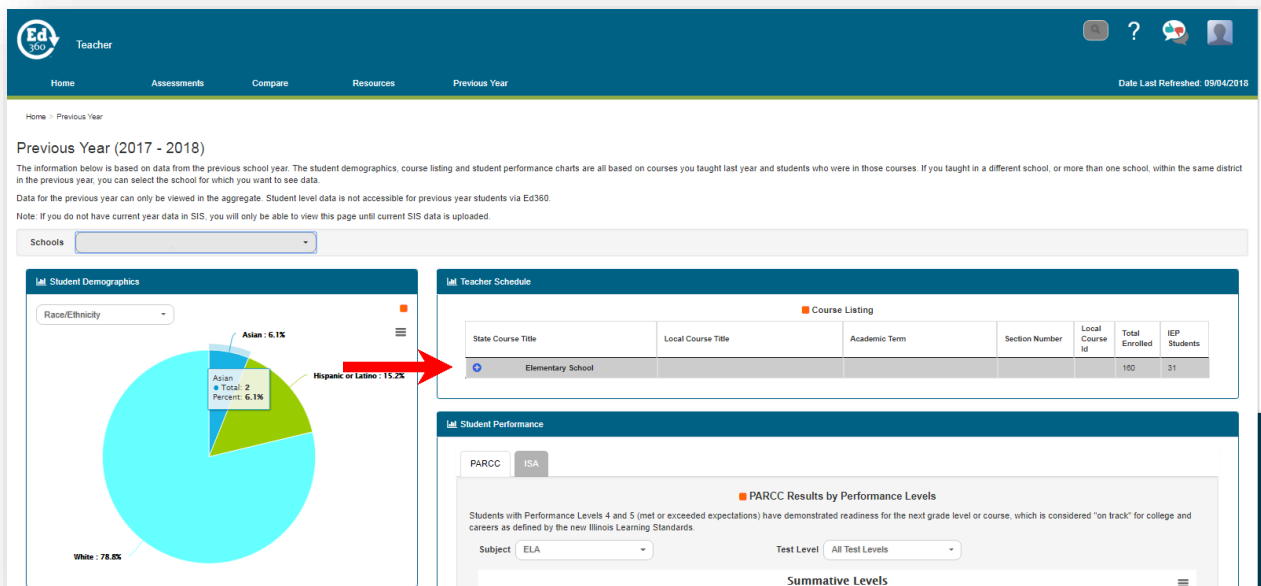 Ed
360
Teacher
?
Home Assessments Compare Resources Previous Year Date Last Refreshed: 09/04/2018
Home > Previous Year
Previous Year (2017 - 2018)
The information below is based on data from the previous school year. The student demographics, course listing and student performance charts are all based on courses you taught last year and students who were in those courses. If you taught in a different school, or more than one school, within the same district
in the previous year, you can select the school for which you want to see data.
Data for the previous year can only be viewed in the aggregate. Student level data is not accessible for previous year students via Ed360.
Note: If you do not have current year data in SIS, you will only be able to view this page until current SIS data is uploaded.
Schools
Student Demographics
Race/Ethnicity
Asian : 6.1%
Hispanic or Latino : 15.2%
Asian
Total: 2
Percent: 6.1%
White : 78.8%
Teacher Schedule
Course Listing
State Course Title Local Course Title Academic Term Section Number Local Course Id Total Enrolled IEP Students
Elementary School 160 31
Student Performance
PARCC ISA
PARCC Results by Performance Levels
Students with Performance Levels 4 and 5 (met or exceeded expectations) have demonstrated readiness for the next grade level or course, which is considered "on track" for college and
careers as defined by the new Illinois Learning Standards.
Subject ELA Test Level All Test Levels
Summative Levels